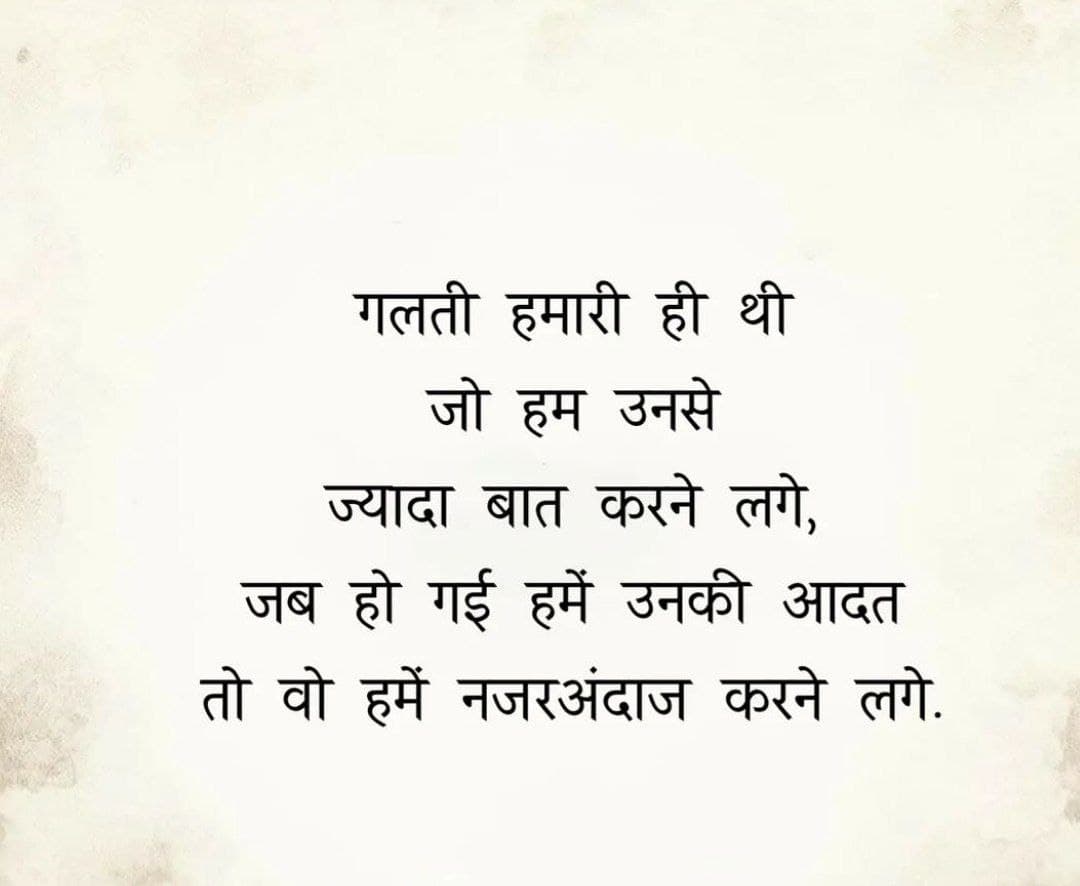 गलती हमारी ही थी
जो हम उनसे
ज्यादा बात करने लगे,
जब हो गई हमें उनकी आदत
तो वो हमें नजरअंदाज करने लगे.